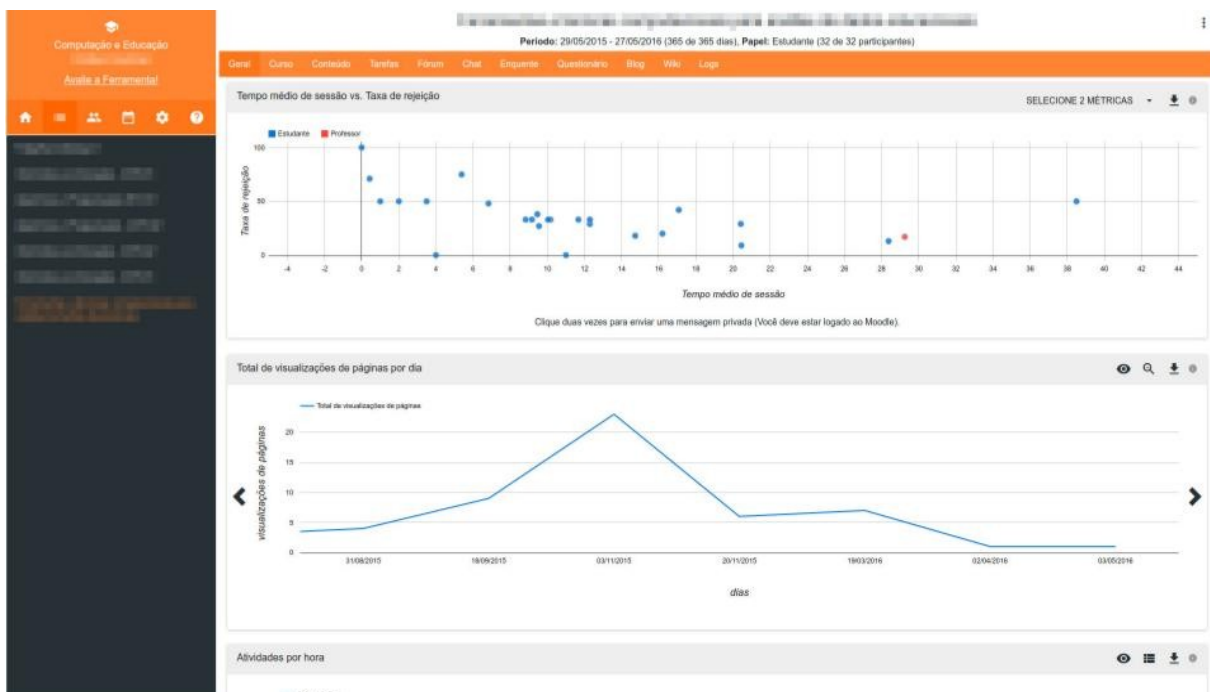 Computação e Educação
Avalie a Ferramenta!
Período: 29/05/2015 - 27/05/2016 (365 de 365 dias), Papel: Estudante (32 de 32 participantes)
Geral Curso Conteúdo Tarefas Fórum Chat Enquente Questionário Blog Wiki Logs
Tempo médio de sessão vs. Taxa de rejeição
SELECIONE 2 MÉTRICAS
Estudante Professor
Taxa de rejeição
100
50
0
-4 -2 0 2 4 6 8 10 12 14 16 18 20 22 24 26 28 30 32 34 36 38 40 42 44
Tempo médio de sessão
Clique duas vezes para enviar uma mensagem privada (Você deve estar logado ao Moodle).
Total de visualizações de páginas por dia
Total de visualizações de páginas
visualizações de páginas
20
15
10
5
0
31/08/2015 18/09/2015 03/11/2015 20/11/2015 19/03/2016 02/04/2016 03/05/2016
dias
Atividades por hora